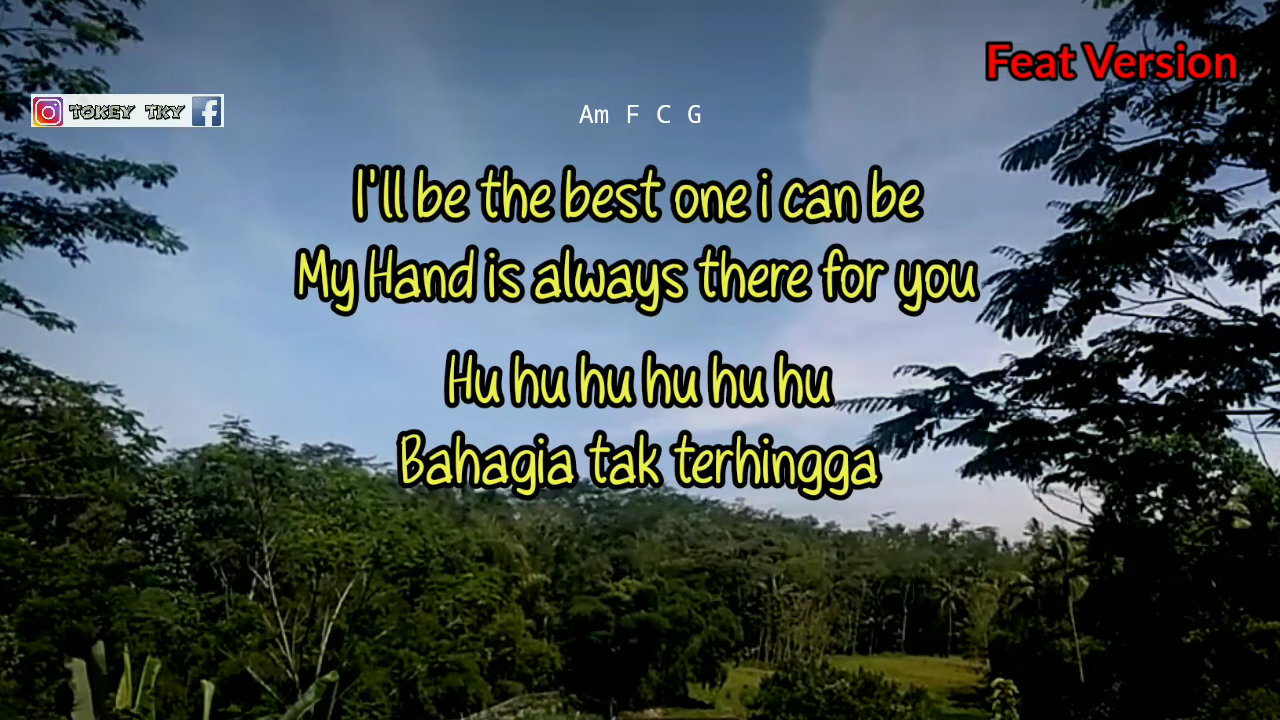 Feat Version
TOKEY TKY
Am F C G
I'll be the best one i can be
My Hand is always there for you
Hu hu hu hu hu hu
Bahagia tak terhingga